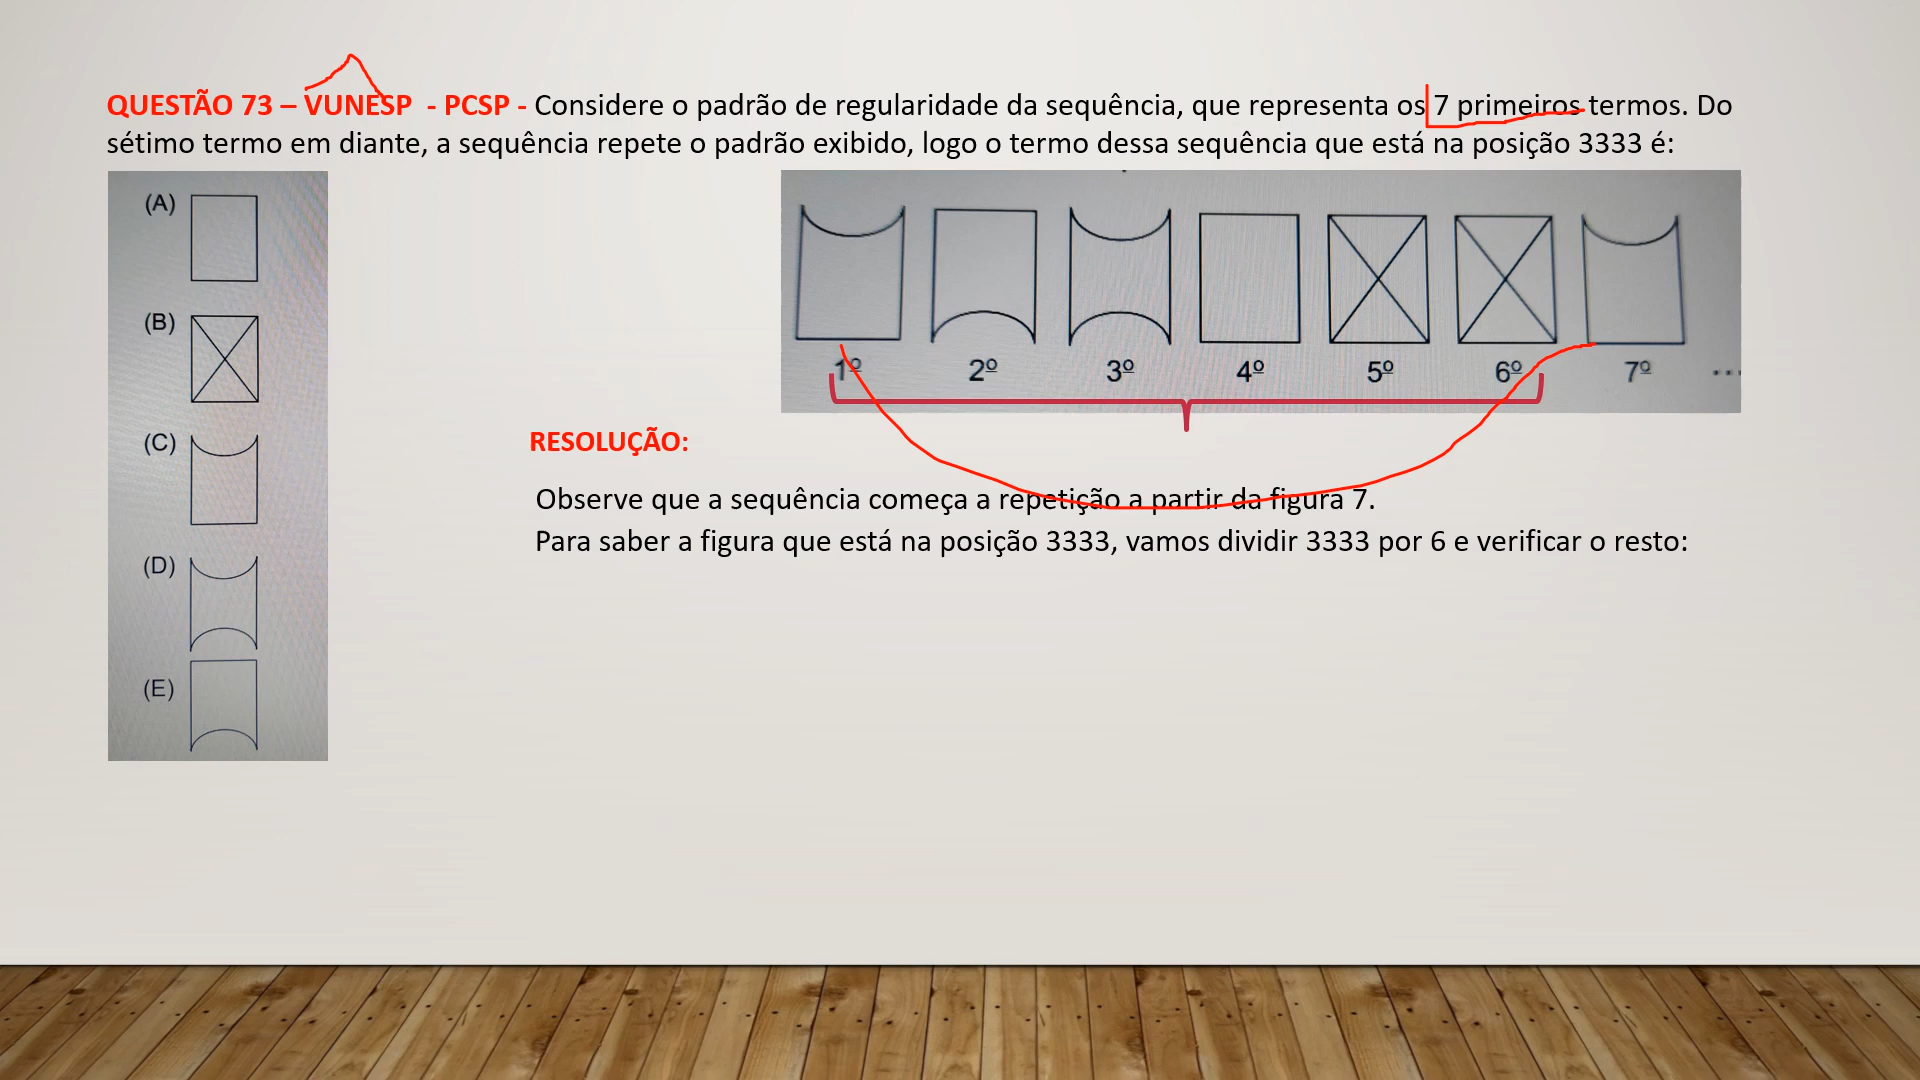 QUESTÃO 73 – VUNESP - PCSP - Considere o padrão de regularidade da sequência, que representa os 7 primeiros termos. Do
sétimo termo em diante, a sequência repete o padrão exibido, logo o termo dessa sequência que está na posição 3333 é:
(A)
(B)
(C)
(D)
(E)
1º 2º 3º 4º 5º 6º 7º ...
RESOLUÇÃO:
Observe que a sequência começa a repetição a partir da figura 7.
Para saber a figura que está na posição 3333, vamos dividir 3333 por 6 e verificar o resto: